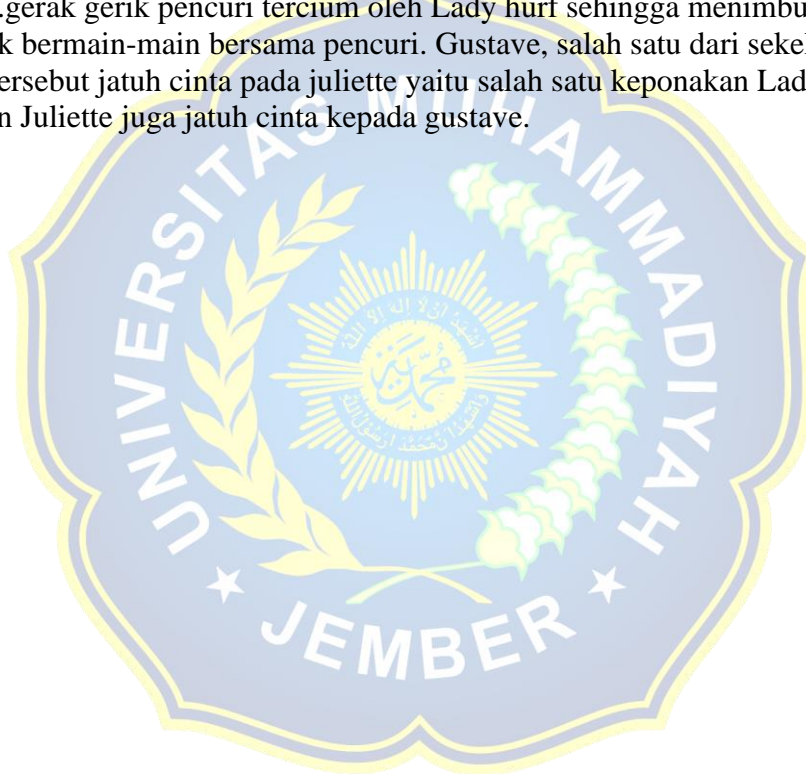 .gerak gerik pencuri tercium oleh Lady hurf sehingga menimbu
k bermain-main bersama pencuri. Gustave, salah satu dari sekel
ersebut jatuh cinta pada juliette yaitu salah satu keponakan Lad
n Juliette juga jatuh cinta kepada gustave.
UNIVERSITAS MUHAMMADIYAH
JEMBER